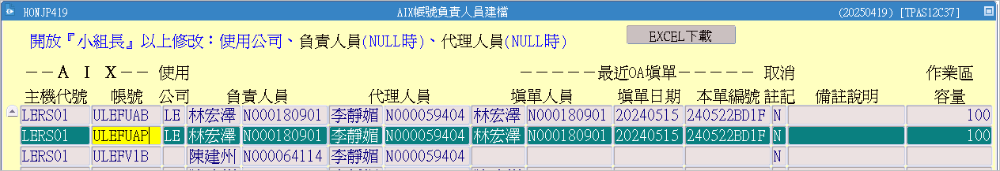 HONJP419 AIX帳號負責人員建檔 (20250419) [TPAS12C37]
開放『小組長』以上修改：使用公司、負責人員(NULL時)、代理人員(NULL時) EXCEL下載
－－A I X－－ 使用 －－－－－最近OA填單－－－－－ 取消 作業區
主機代號 帳號 公司 負責人員 代理人員 填單人員 填單日期 本單編號 註記 備註說明 容量
LERS01 ULEFUAB LE 林宏澤 N000180901 李靜媚 N000059404 林宏澤 N000180901 20240515 240522BD1F N 100
LERS01 ULEFUAP LE 林宏澤 N000180901 李靜媚 N000059404 林宏澤 N000180901 20240515 240522BD1F N 100
LERS01 ULEFV1B 陳建州 N000064114 李靜媚 N000059404 N